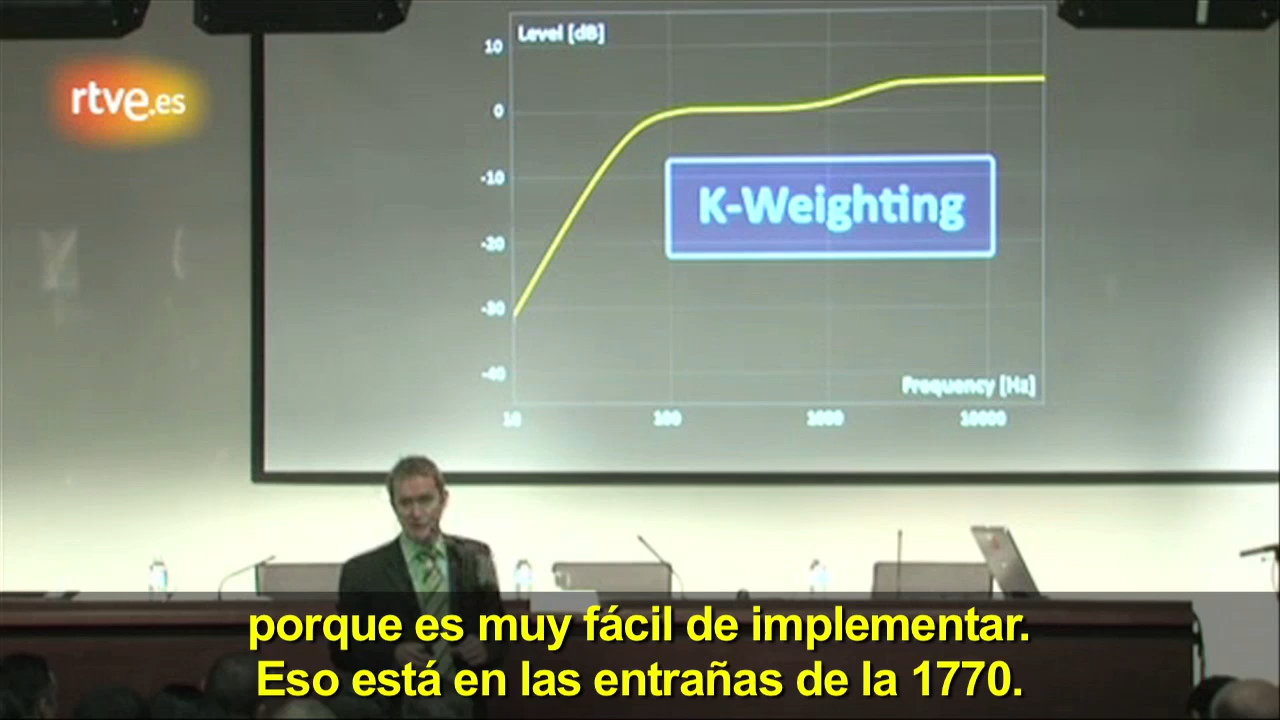 Level [dB]
10
rtve.es
0
-10
K-Weighting
-20
-30
-40
Frequency [Hz]
10 100 1000 10000
porque es muy fácil de implementar.
Eso está en las entrañas de la 1770.